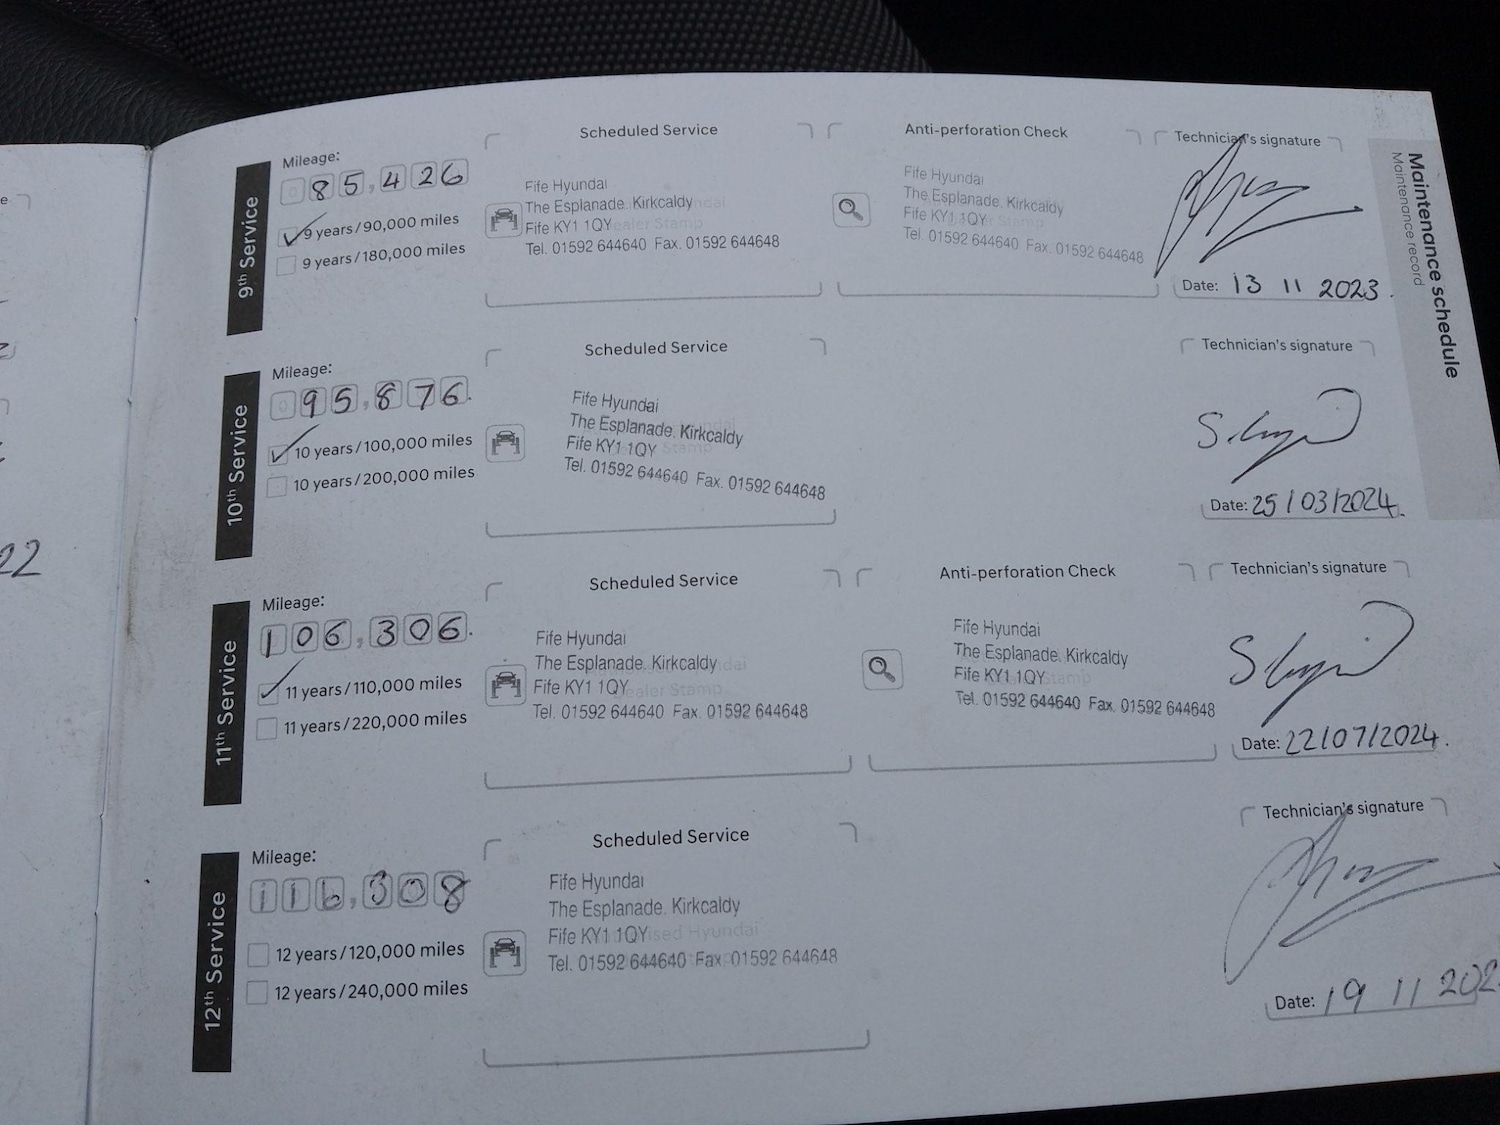 22
Maintenance schedule
Maintenance record
9th Service
Mileage:
85,426
9 years/90,000 miles
9 years/180,000 miles
Scheduled Service
Fife Hyundai
The Esplanade. Kirkcaldy
Fife KY1 1QY
Tel. 01592 644640 Fax. 01592 644648
Anti-perforation Check
Fife Hyundai
The Esplanade. Kirkcaldy
Fife KY1 1QY
Tel. 01592 644640 Fax. 01592 644648
Technician's signature
Date: 13 11 2023.
10th Service
Mileage:
95,876.
10 years/100,000 miles
10 years/200,000 miles
Scheduled Service
Fife Hyundai
The Esplanade. Kirkcaldy
Fife KY1 1QY
Tel. 01592 644640 Fax. 01592 644648
Technician's signature
Date: 25/03/2024.
11th Service
Mileage:
106,306.
11 years/110,000 miles
11 years/220,000 miles
Scheduled Service
Fife Hyundai
The Esplanade. Kirkcaldy
Fife KY1 1QY
Dealer Stamp
Tel. 01592 644640 Fax. 01592 644648
Anti-perforation Check
Fife Hyundai
The Esplanade. Kirkcaldy
Fife KY1 1QY
Tel. 01592 644640 Fax. 01592 644648
Technician's signature
Date: 22/07/2024.
12th Service
Mileage:
116,308
12 years/120,000 miles
12 years/240,000 miles
Scheduled Service
Fife Hyundai
The Esplanade. Kirkcaldy
Fife KY1 1QY
Tel. 01592 644640 Fax. 01592 644648
Technician's signature
Date: 19 11 202